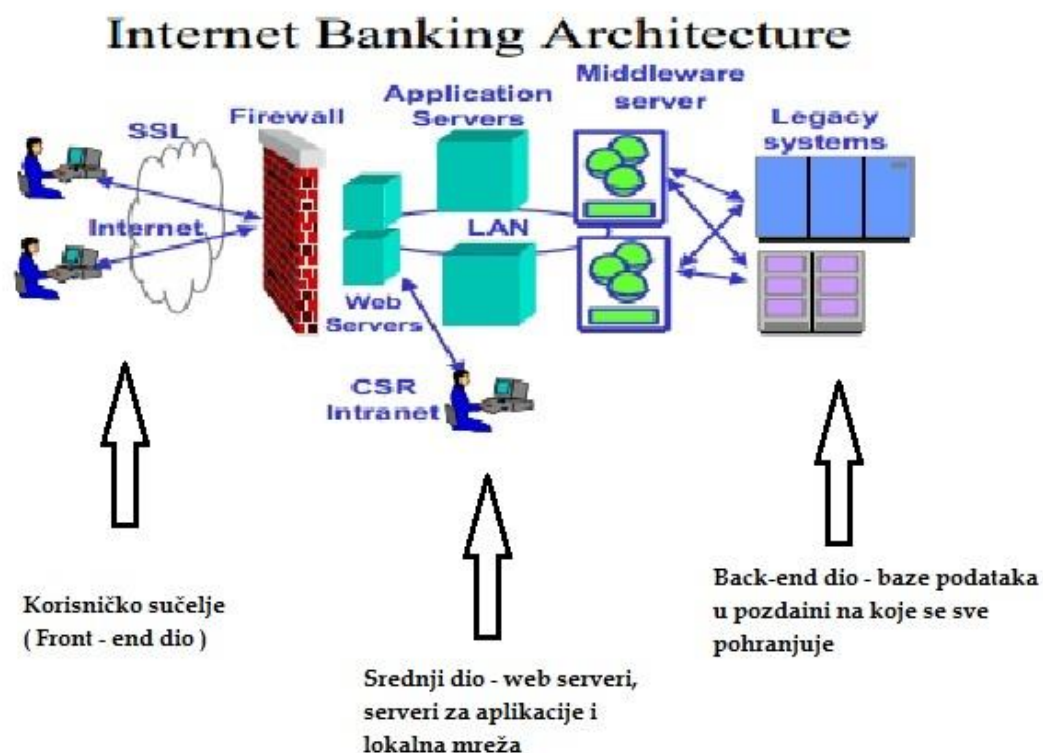 Internet Banking Architecture
Middleware
server
Application
Servers
Firewall
SSL
Legacy
systems
Internet
LAN
Web
Servers
CSR
Intranet
Korisničko sučelje
( Front - end dio )
Srednji dio - web serveri,
serveri za aplikacije i
lokalna mreža
Back-end dio - baze podataka
u pozdaini na koje se sve
pohranjuje